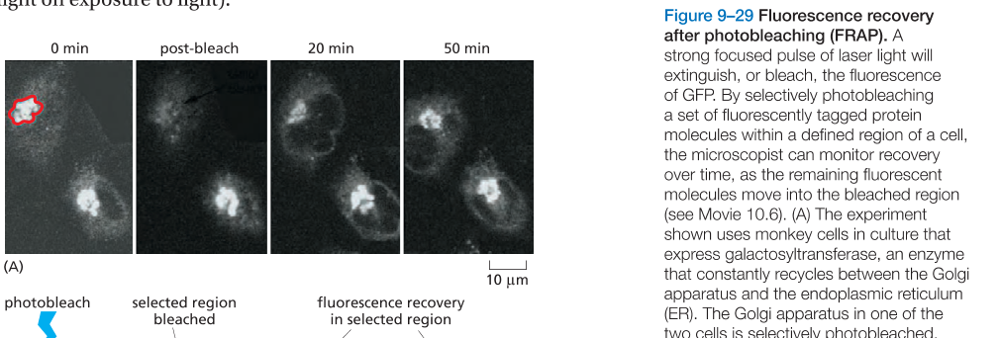 light on exposure to light).
0 min
post-bleach
20 min
50 min
(A)
10 μm
photobleach
selected region
bleached
fluorescence recovery
in selected region
Figure 9–29 Fluorescence recovery
after photobleaching (FRAP). A
strong focused pulse of laser light will
extinguish, or bleach, the fluorescence
of GFP. By selectively photobleaching
a set of fluorescently tagged protein
molecules within a defined region of a cell,
the microscopist can monitor recovery
over time, as the remaining fluorescent
molecules move into the bleached region
(see Movie 10.6). (A) The experiment
shown uses monkey cells in culture that
express galactosyltransferase, an enzyme
that constantly recycles between the Golgi
apparatus and the endoplasmic reticulum
(ER). The Golgi apparatus in one of the
two cells is selectively photobleached,